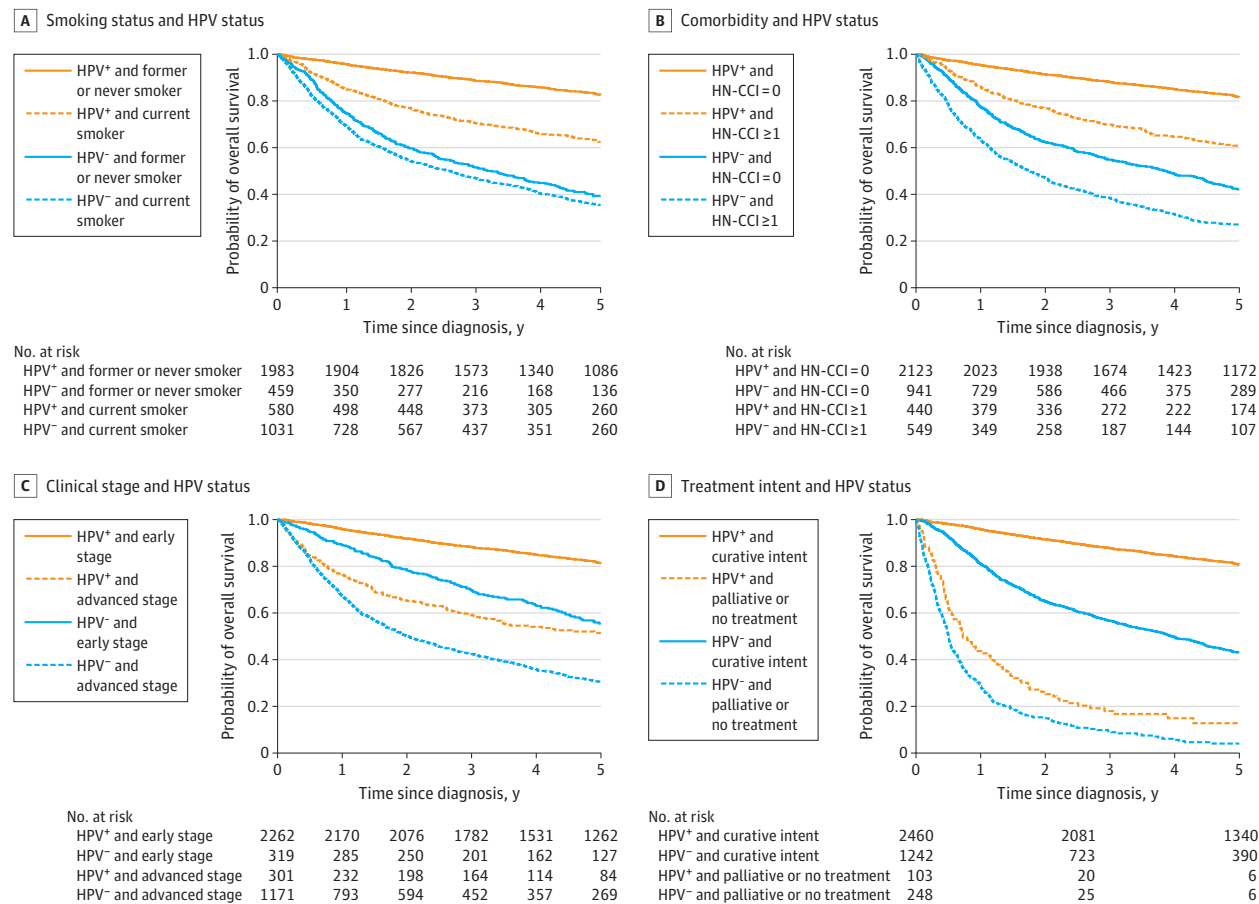 A Smoking status and HPV status
HPV+ and former
or never smoker
HPV+ and current
smoker
HPV− and former
or never smoker
HPV− and current
smoker
Probability of overall survival
1.0
0.8
0.6
0.4
0.2
0
0 1 2 3 4 5
Time since diagnosis, y
No. at risk
HPV+ and former or never smoker 1983 1904 1826 1573 1340 1086
HPV− and former or never smoker 459 350 277 216 168 136
HPV+ and current smoker 580 498 448 373 305 260
HPV− and current smoker 1031 728 567 437 351 260
B Comorbidity and HPV status
HPV+ and
HN-CCI = 0
HPV+ and
HN-CCI ≥1
HPV− and
HN-CCI = 0
HPV− and
HN-CCI ≥1
Probability of overall survival
1.0
0.8
0.6
0.4
0.2
0
0 1 2 3 4 5
Time since diagnosis, y
No. at risk
HPV+ and HN-CCI = 0 2123 2023 1938 1674 1423 1172
HPV− and HN-CCI = 0 941 729 586 466 375 289
HPV+ and HN-CCI ≥1 440 379 336 272 222 174
HPV− and HN-CCI ≥1 549 349 258 187 144 107
C Clinical stage and HPV status
HPV+ and early
stage
HPV+ and
advanced stage
HPV− and
early stage
HPV− and
advanced stage
Probability of overall survival
1.0
0.8
0.6
0.4
0.2
0
0 1 2 3 4 5
Time since diagnosis, y
No. at risk
HPV+ and early stage 2262 2170 2076 1782 1531 1262
HPV− and early stage 319 285 250 201 162 127
HPV+ and advanced stage 301 232 198 164 114 84
HPV− and advanced stage 1171 793 594 452 357 269
D Treatment intent and HPV status
HPV+ and
curative intent
HPV+ and
palliative or
no treatment
HPV− and
curative intent
HPV− and
palliative or
no treatment
Probability of overall survival
1.0
0.8
0.6
0.4
0.2
0
0 1 2 3 4 5
Time since diagnosis, y
No. at risk
HPV+ and curative intent 2460 2081 1340
HPV− and curative intent 1242 723 390
HPV+ and palliative or no treatment 103 20 6
HPV− and palliative or no treatment 248 25 6